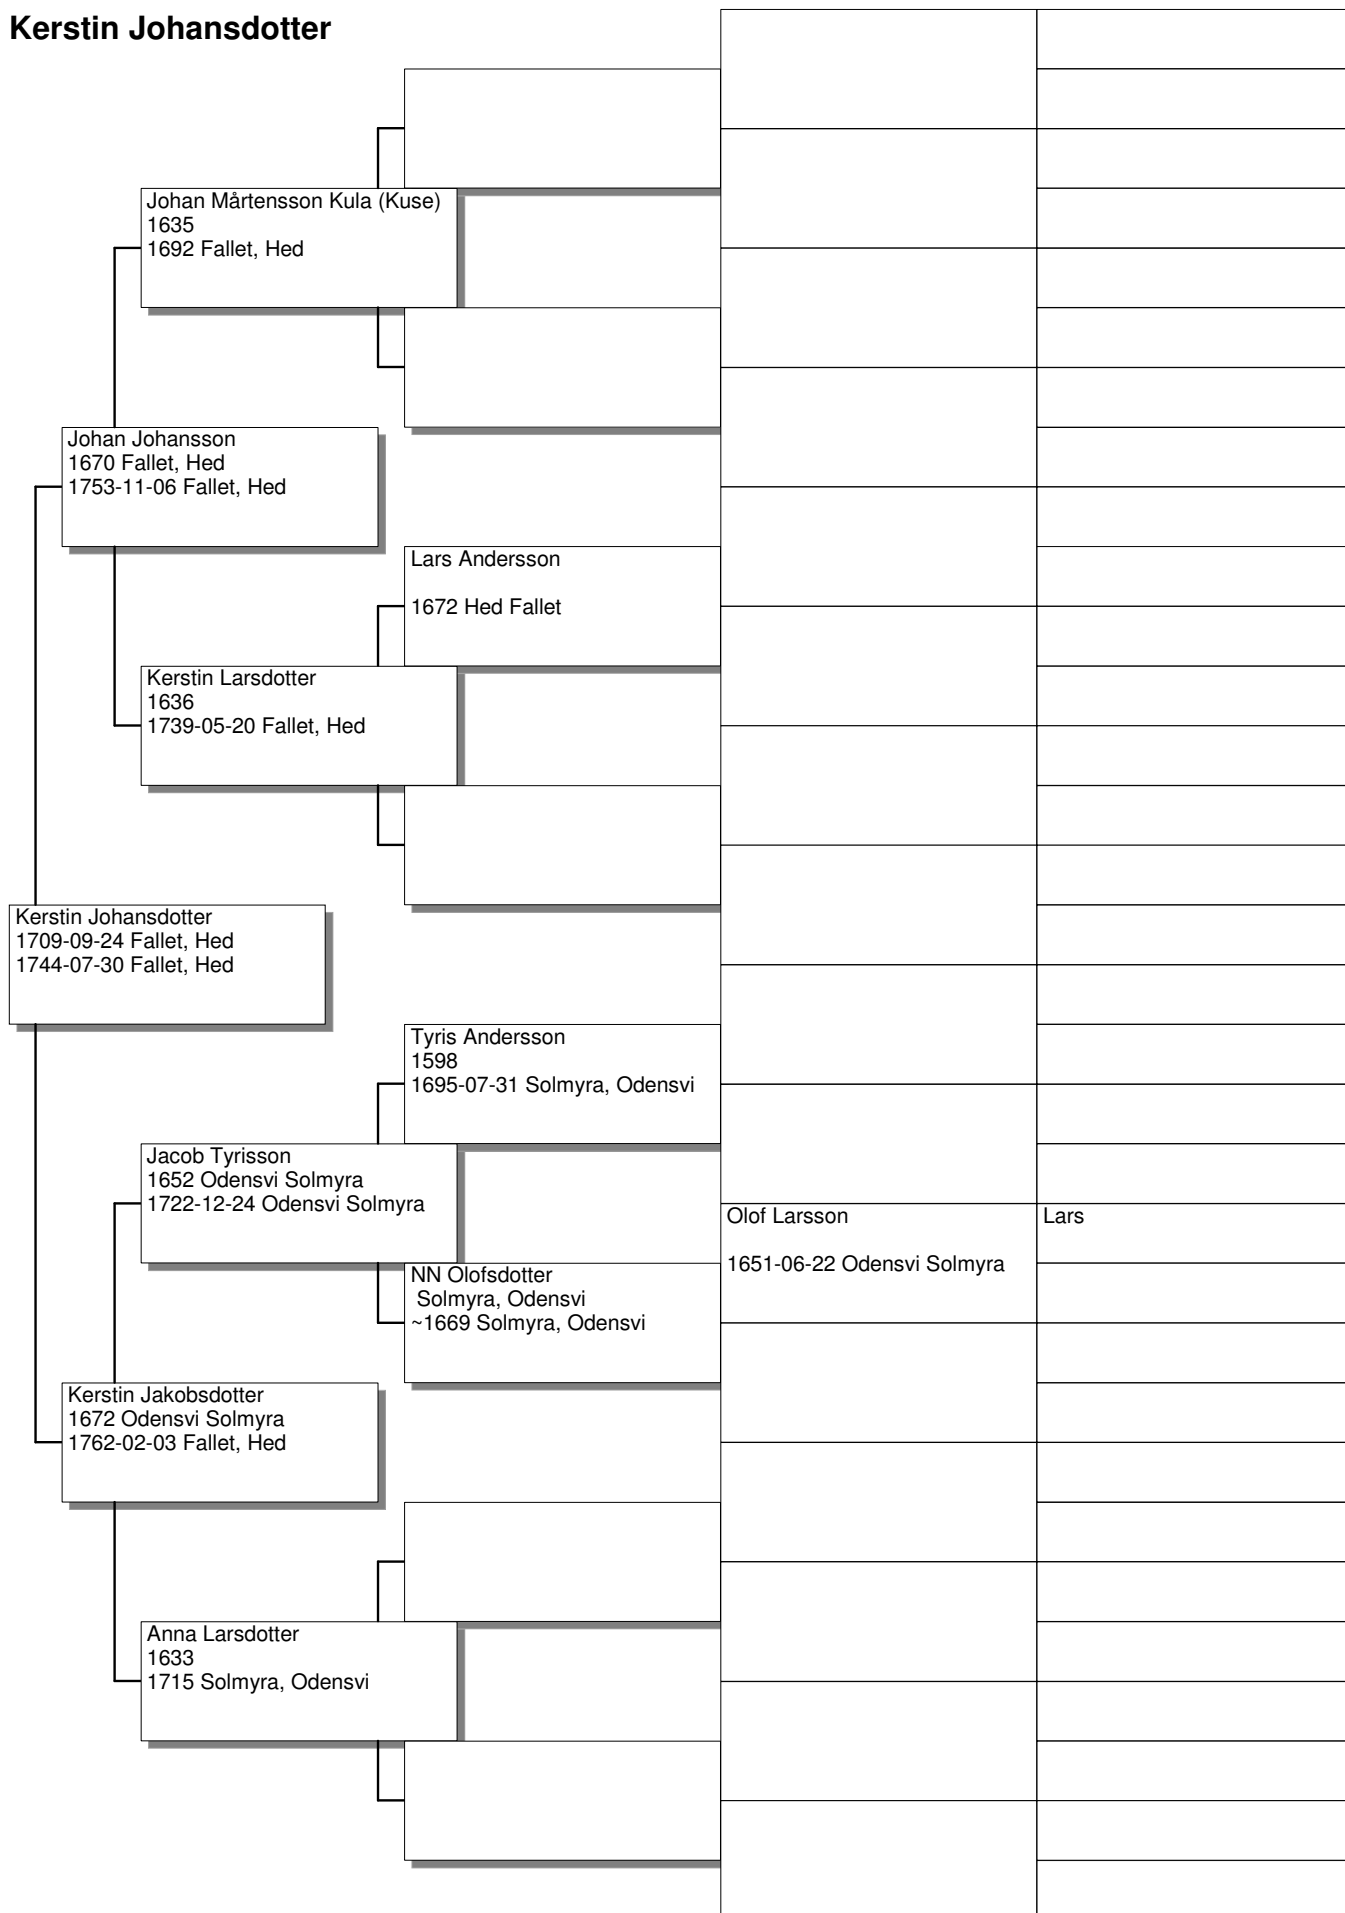 Kerstin Johansdotter
Johan Mårtensson Kula (Kuse)
1635
1692 Fallet, Hed
Johan Johansson
1670 Fallet, Hed
1753-11-06 Fallet, Hed
Lars Andersson
1672 Hed Fallet
Kerstin Larsdotter
1636
1739-05-20 Fallet, Hed
Kerstin Johansdotter
1709-09-24 Fallet, Hed
1744-07-30 Fallet, Hed
Tyris Andersson
1598
1695-07-31 Solmyra, Odensvi
Jacob Tyrisson
1652 Odensvi Solmyra
1722-12-24 Odensvi Solmyra
Olof Larsson
1651-06-22 Odensvi Solmyra
Lars
NN Olofsdotter
Solmyra, Odensvi
~1669 Solmyra, Odensvi
Kerstin Jakobsdotter
1672 Odensvi Solmyra
1762-02-03 Fallet, Hed
Anna Larsdotter
1633
1715 Solmyra, Odensvi